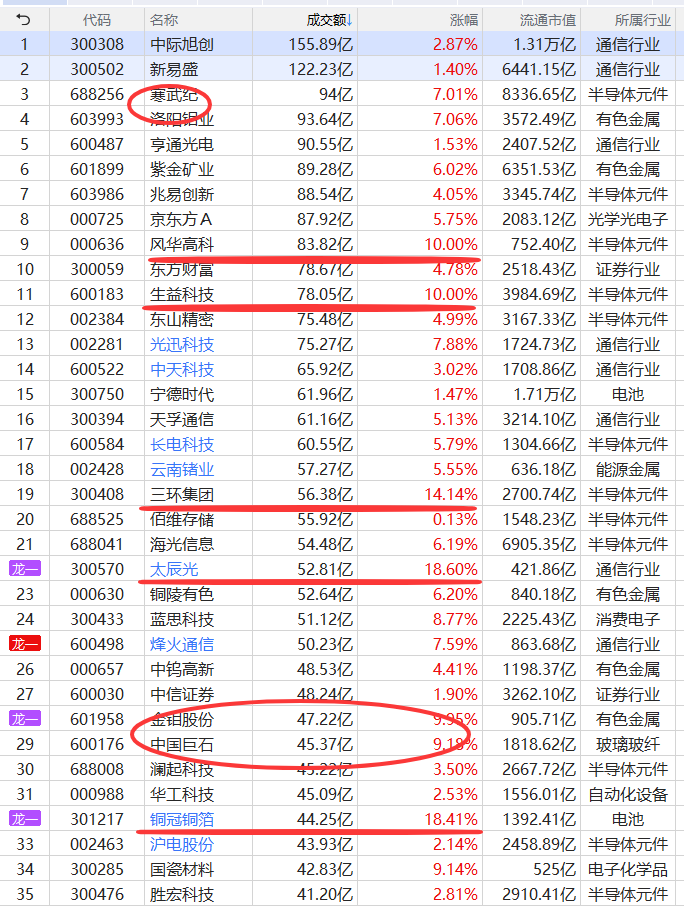 代码 名称 成交额↓ 涨幅 流通市值 所属行业
1 300308 中际旭创 155.89亿 2.87% 1.31万亿 通信行业
2 300502 新易盛 122.23亿 1.40% 6441.15亿 通信行业
3 688256 寒武纪 94亿 7.01% 8336.65亿 半导体元件
4 603993 洛阳钼业 93.64亿 7.06% 3572.49亿 有色金属
5 600487 亨通光电 90.55亿 1.53% 2407.52亿 通信行业
6 601899 紫金矿业 89.28亿 6.02% 6351.53亿 有色金属
7 603986 兆易创新 88.54亿 4.05% 3345.74亿 半导体元件
8 000725 京东方A 87.92亿 5.75% 2083.12亿 光学光电子
9 000636 风华高科 83.82亿 10.00% 752.40亿 半导体元件
10 300059 东方财富 78.67亿 4.78% 2518.43亿 证券行业
11 600183 生益科技 78.05亿 10.00% 3984.69亿 半导体元件
12 002384 东山精密 75.48亿 4.99% 3167.33亿 半导体元件
13 002281 光迅科技 75.27亿 7.88% 1724.73亿 通信行业
14 600522 中天科技 65.92亿 3.02% 1708.86亿 通信行业
15 300750 宁德时代 61.96亿 1.47% 1.71万亿 电池
16 300394 天孚通信 61.16亿 5.13% 3214.10亿 通信行业
17 600584 长电科技 60.55亿 5.79% 1304.66亿 半导体元件
18 002428 云南锗业 57.27亿 5.55% 636.18亿 能源金属
19 300408 三环集团 56.38亿 14.14% 2700.74亿 半导体元件
20 688525 佰维存储 55.92亿 0.13% 1548.23亿 半导体元件
21 688041 海光信息 54.48亿 6.19% 6905.35亿 半导体元件
龙一 300570 太辰光 52.81亿 18.60% 421.86亿 通信行业
23 000630 铜陵有色 52.64亿 6.20% 840.18亿 有色金属
24 300433 蓝思科技 51.12亿 8.77% 2225.43亿 消费电子
龙一 600498 烽火通信 50.23亿 7.59% 863.68亿 通信行业
26 000657 中钨高新 48.53亿 4.41% 1198.37亿 有色金属
27 600030 中信证券 48.24亿 1.90% 3262.10亿 证券行业
龙一 601958 金钼股份 47.22亿 9.95% 905.71亿 有色金属
29 600176 中国巨石 45.37亿 9.18% 1818.62亿 玻璃玻纤
30 688008 澜起科技 45.22亿 3.50% 2667.72亿 半导体元件
31 000988 华工科技 45.09亿 2.53% 1556.01亿 自动化设备
龙一 301217 铜冠铜箔 44.25亿 18.41% 1392.41亿 电池
33 002463 沪电股份 43.93亿 2.14% 2458.89亿 半导体元件
34 300285 国瓷材料 42.83亿 9.14% 525亿 电子化学品
35 300476 胜宏科技 41.20亿 2.81% 2910.41亿 半导体元件